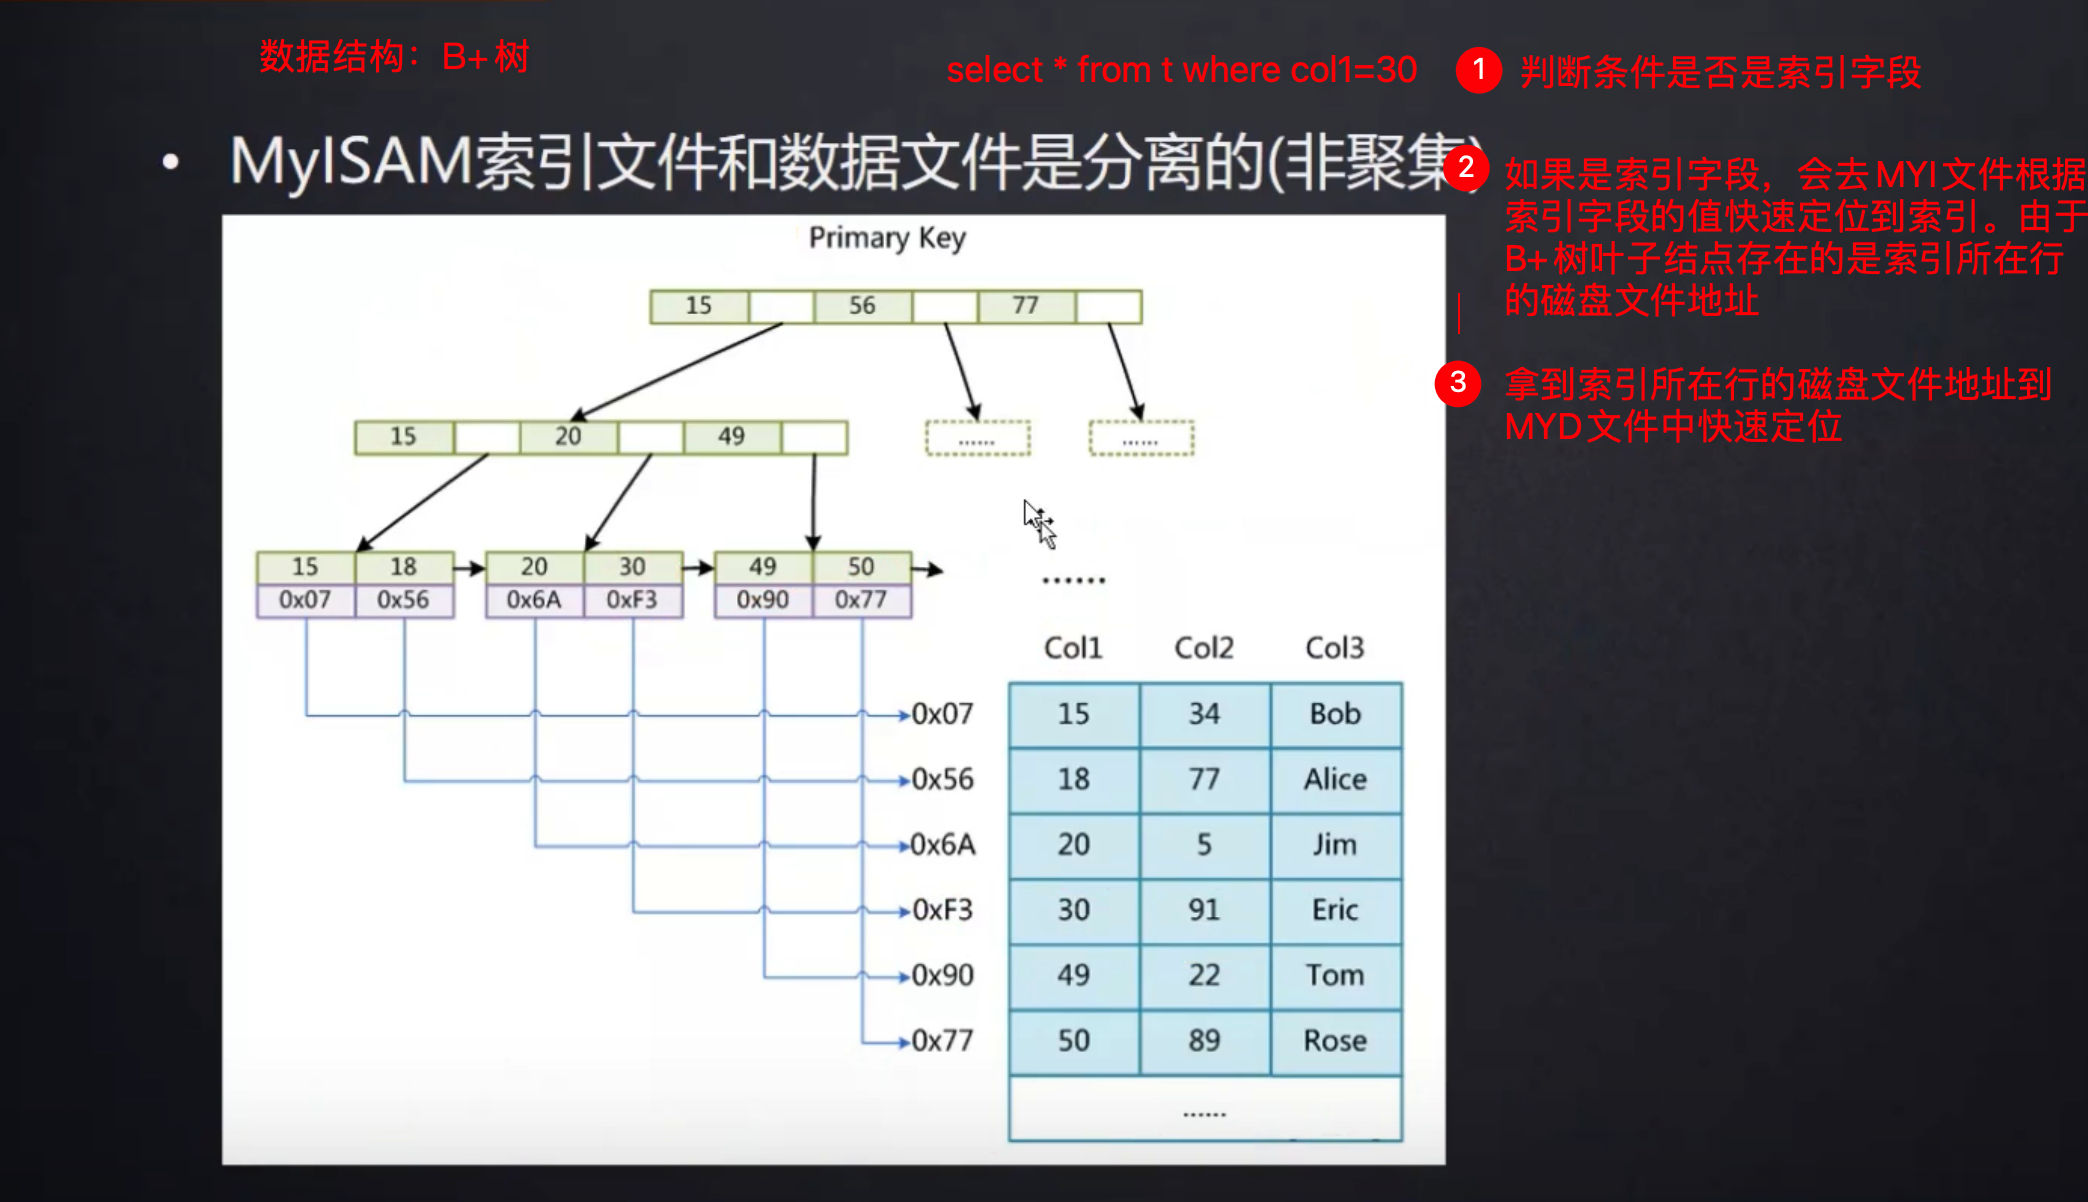 数据结构：B+树
select * from t where col1=30
1 判断条件是否是索引字段
• MyISAM索引文件和数据文件是分离的(非聚集)
2 如果是索引字段，会去MYI文件根据
索引字段的值快速定位到索引。由于
B+树叶子结点存在的是索引所在行
的磁盘文件地址
3 拿到索引所在行的磁盘文件地址到
MYD文件中快速定位
Primary Key
15 56 77
15 20 49
...... ......
15 18 20 30 49 50
0x07 0x56 0x6A 0xF3 0x90 0x77
......
Col1 Col2 Col3
0x07 15 34 Bob
0x56 18 77 Alice
0x6A 20 5 Jim
0xF3 30 91 Eric
0x90 49 22 Tom
0x77 50 89 Rose
......